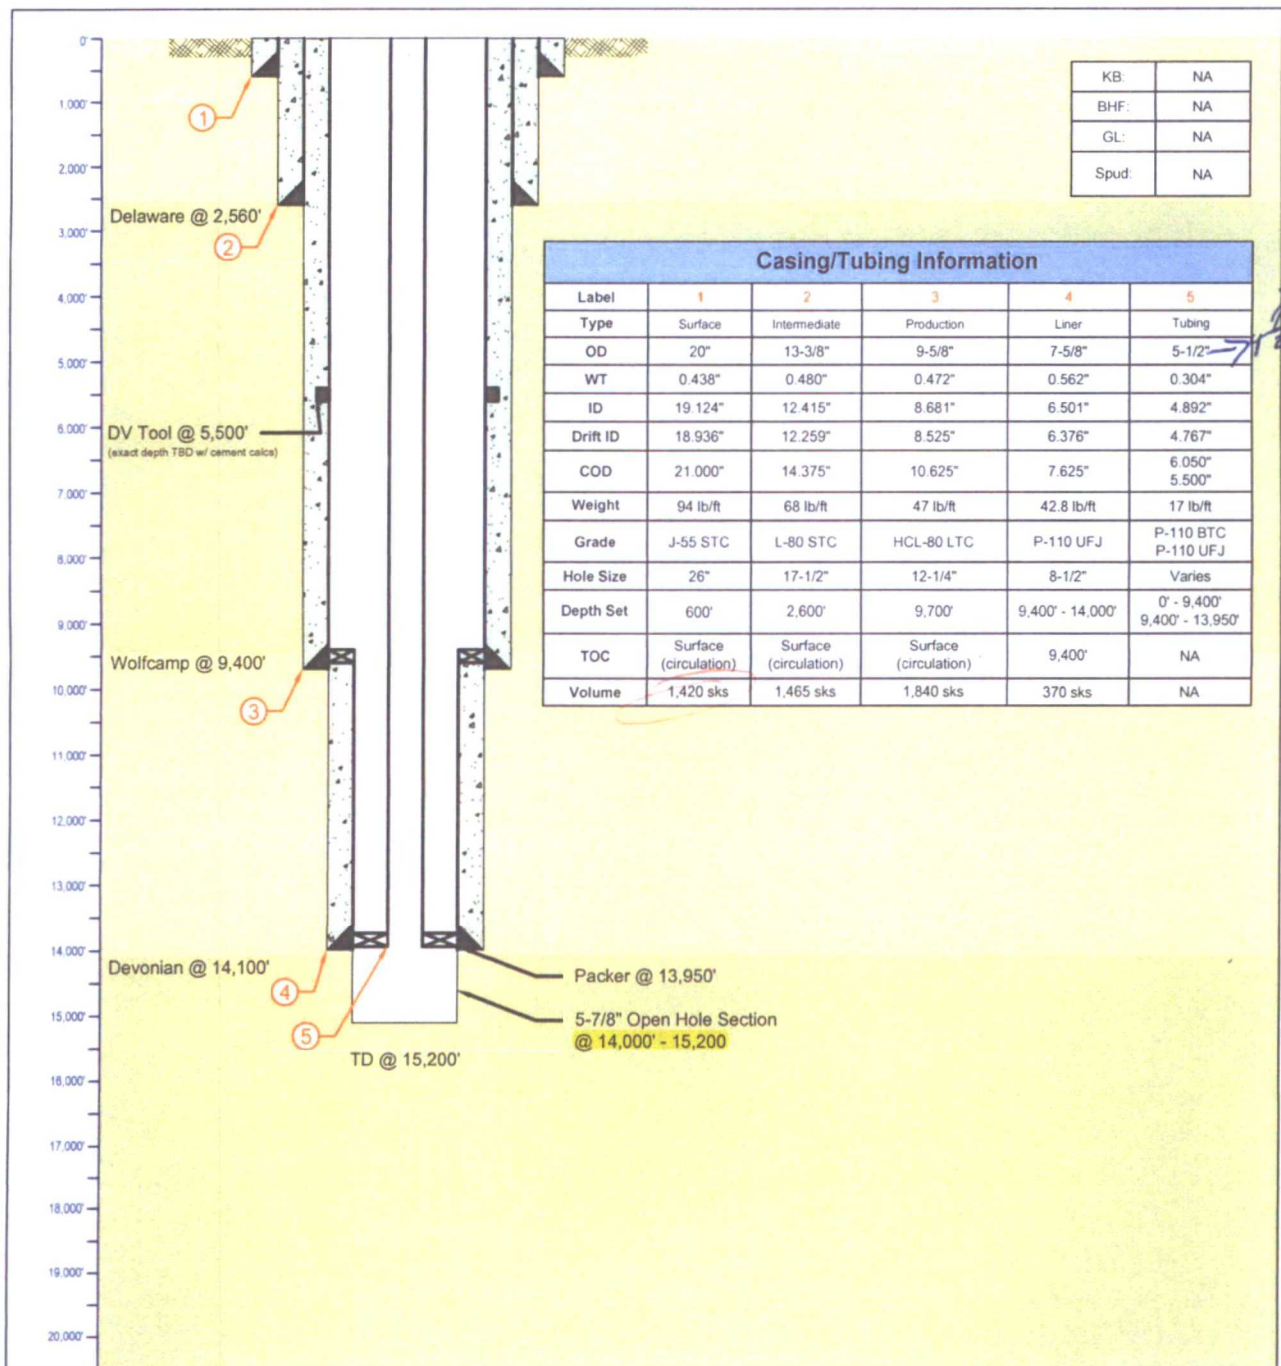 0'
1,000'
2,000'
3,000'
4,000'
5,000'
6,000'
7,000'
8,000'
9,000'
10,000'
11,000'
12,000'
13,000'
14,000'
15,000'
16,000'
17,000'
18,000'
19,000'
20,000'
1
Delaware @ 2,560'
2
DV Tool @ 5,500'
(exact depth TBD w/ cement calcs)
Wolfcamp @ 9,400'
3
Devonian @ 14,100'
4
5
TD @ 15,200'
Packer @ 13,950'
5-7/8" Open Hole Section
@ 14,000' - 15,200
KB: NA
BHF: NA
GL: NA
Spud: NA
Casing/Tubing Information
Label 1 2 3 4 5
Type Surface Intermediate Production Liner Tubing
OD 20" 13-3/8" 9-5/8" 7-5/8" 5-1/2"
WT 0.438" 0.480" 0.472" 0.562" 0.304"
ID 19.124" 12.415" 8.681" 6.501" 4.892"
Drift ID 18.936" 12.259" 8.525" 6.376" 4.767"
COD 21.000" 14.375" 10.625" 7.625" 6.050"
5.500"
Weight 94 lb/ft 68 lb/ft 47 lb/ft 42.8 lb/ft 17 lb/ft
Grade J-55 STC L-80 STC HCL-80 LTC P-110 UFJ P-110 BTC
P-110 UFJ
Hole Size 26" 17-1/2" 12-1/4" 8-1/2" Varies
Depth Set 600' 2,600' 9,700' 9,400' - 14,000' 0' - 9,400'
9,400' - 13,950'
TOC Surface (circulation) Surface (circulation) Surface (circulation) 9,400' NA
Volume 1,420 sks 1,465 sks 1,840 sks 370 sks NA